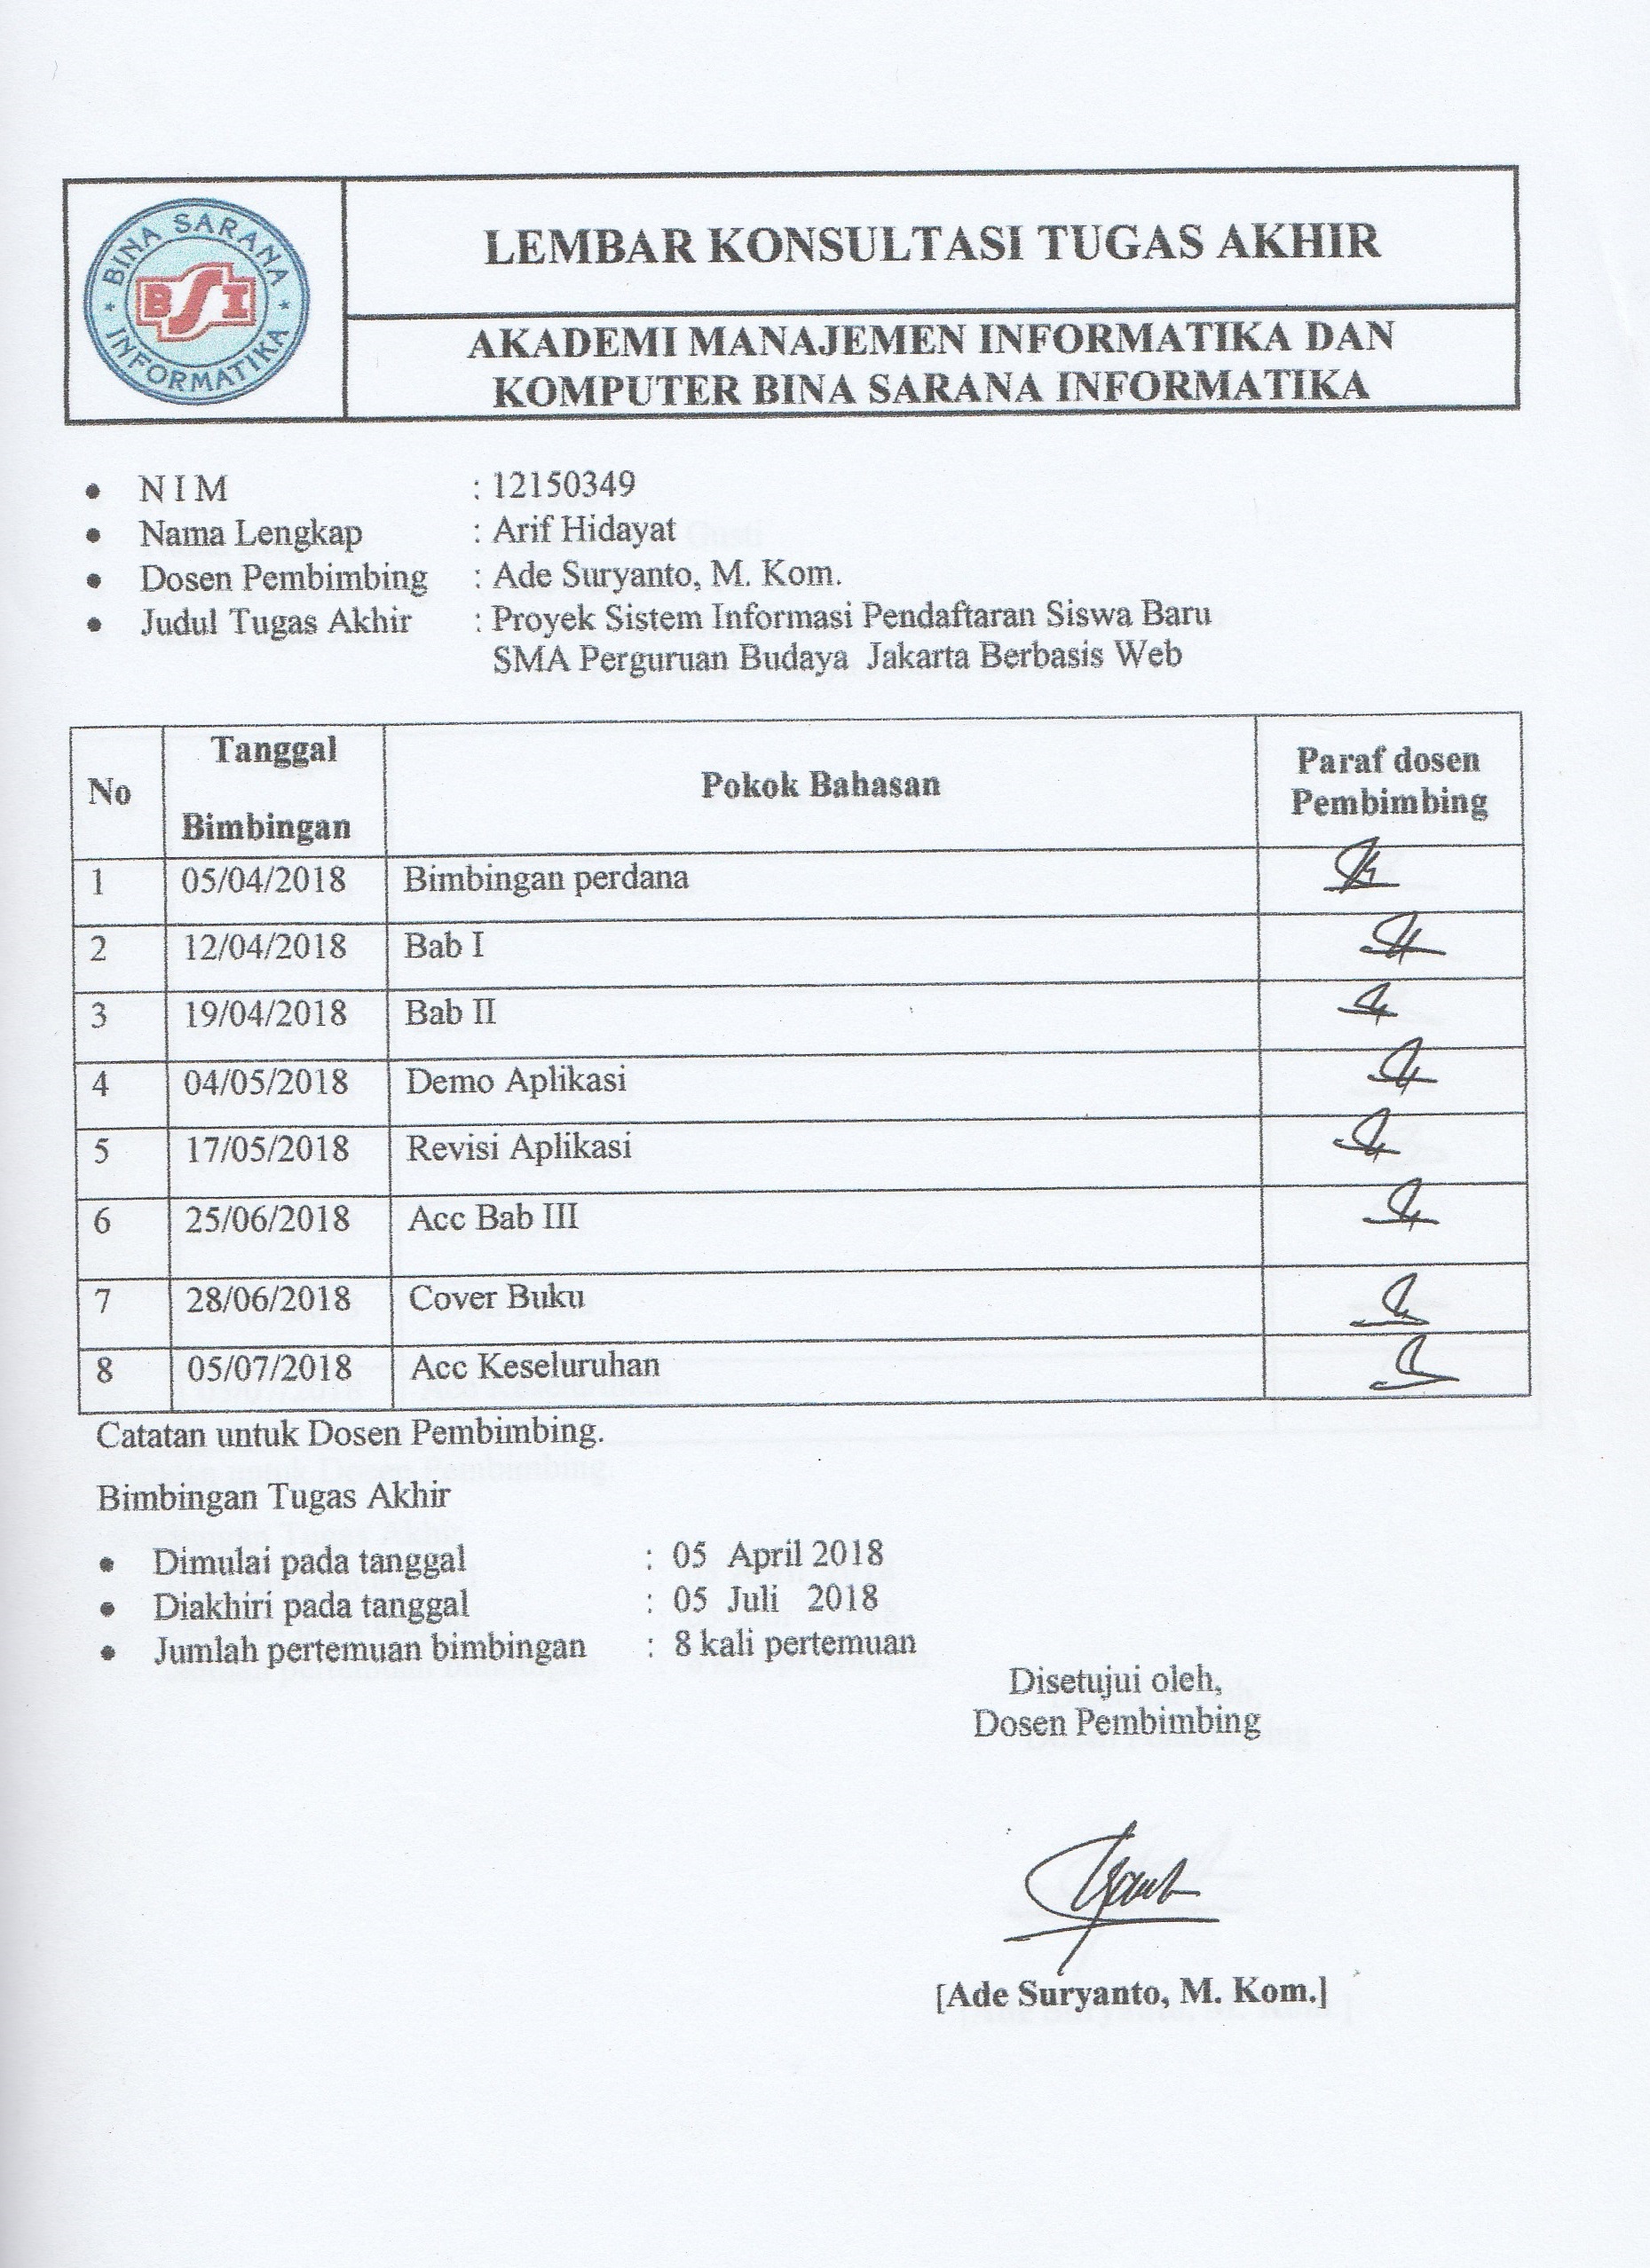 BINA SARANA
BSI
INFORMATIKA
LEMBAR KONSULTASI TUGAS AKHIR
AKADEMI MANAJEMEN INFORMATIKA DAN
KOMPUTER BINA SARANA INFORMATIKA
• N I M : 12150349
• Nama Lengkap : Arif Hidayat
• Dosen Pembimbing : Ade Suryanto, M. Kom.
• Judul Tugas Akhir : Proyek Sistem Informasi Pendaftaran Siswa Baru
SMA Perguruan Budaya Jakarta Berbasis Web
No Tanggal Bimbingan Pokok Bahasan Paraf dosen Pembimbing
1 05/04/2018 Bimbingan perdana
2 12/04/2018 Bab I
3 19/04/2018 Bab II
4 04/05/2018 Demo Aplikasi
5 17/05/2018 Revisi Aplikasi
6 25/06/2018 Acc Bab III
7 28/06/2018 Cover Buku
8 05/07/2018 Acc Keseluruhan
Catatan untuk Dosen Pembimbing.
Bimbingan Tugas Akhir
• Dimulai pada tanggal : 05 April 2018
• Diakhiri pada tanggal : 05 Juli 2018
• Jumlah pertemuan bimbingan : 8 kali pertemuan
Disetujui oleh,
Dosen Pembimbing
[Ade Suryanto, M. Kom.]